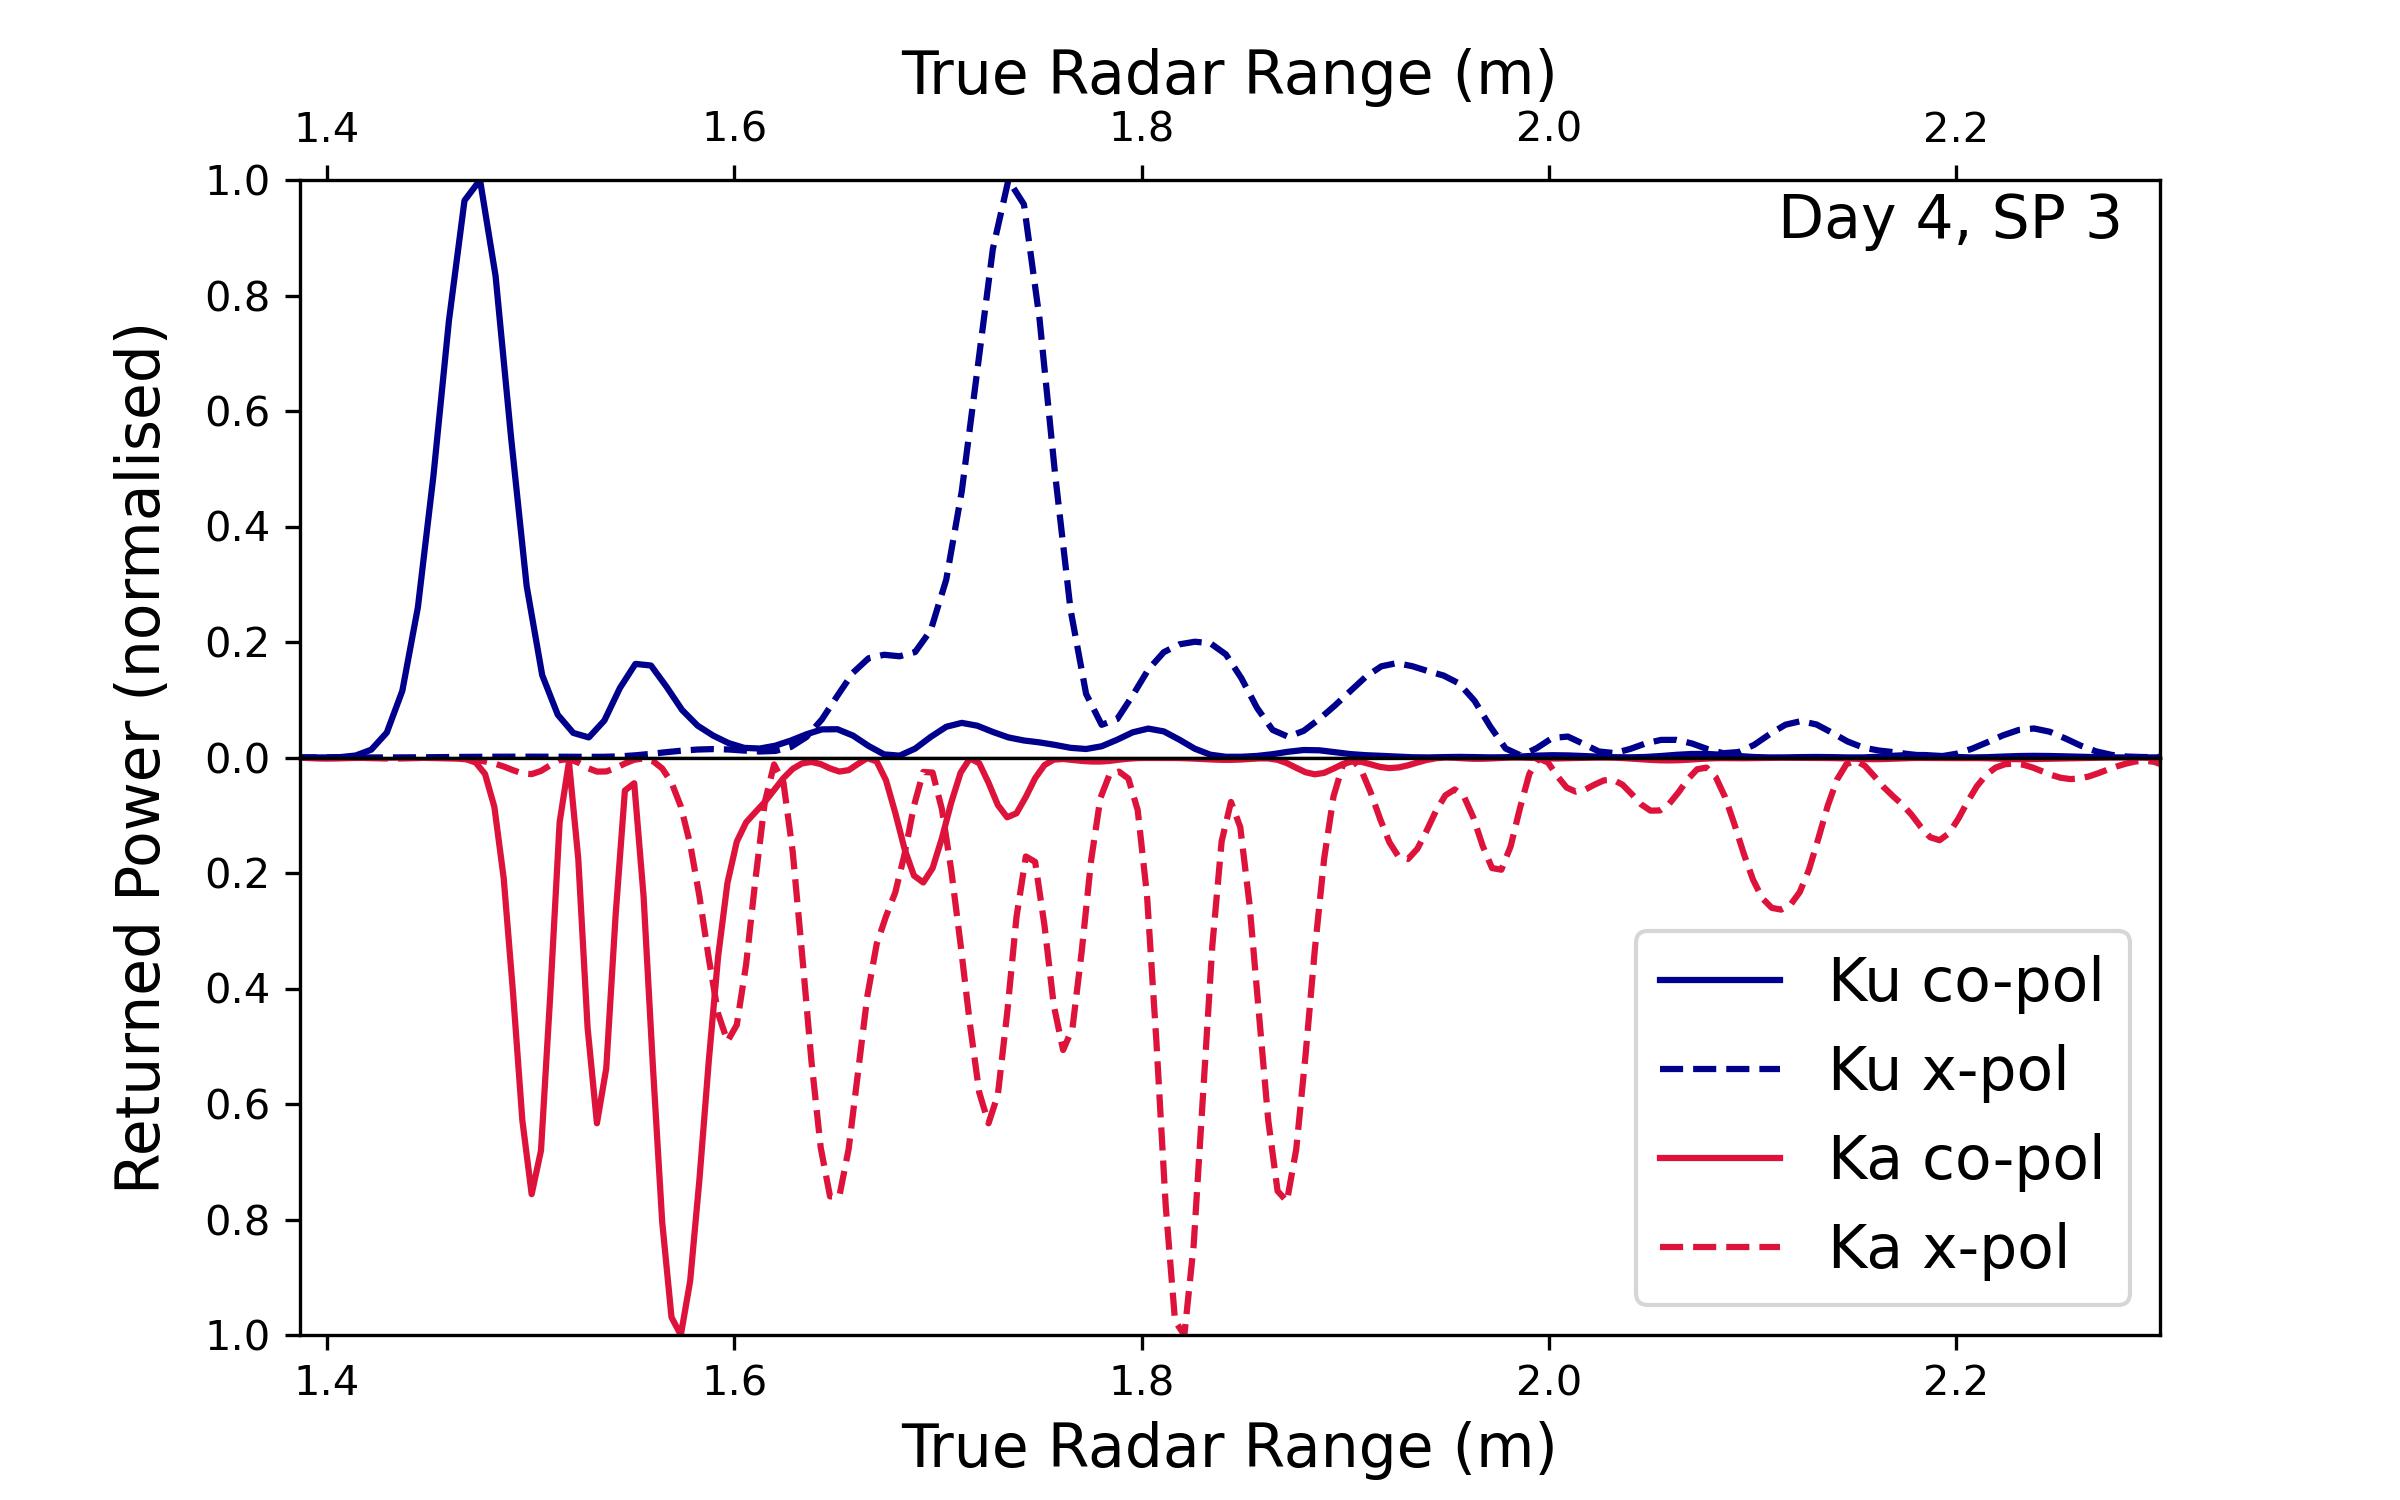 True Radar Range (m)
1.4 1.6 1.8 2.0 2.2
Day 4, SP 3
Returned Power (normalised)
1.0
0.8
0.6
0.4
0.2
0.0
0.2
0.4
0.6
0.8
1.0
Ku co-pol
Ku x-pol
Ka co-pol
Ka x-pol
1.4 1.6 1.8 2.0 2.2
True Radar Range (m)